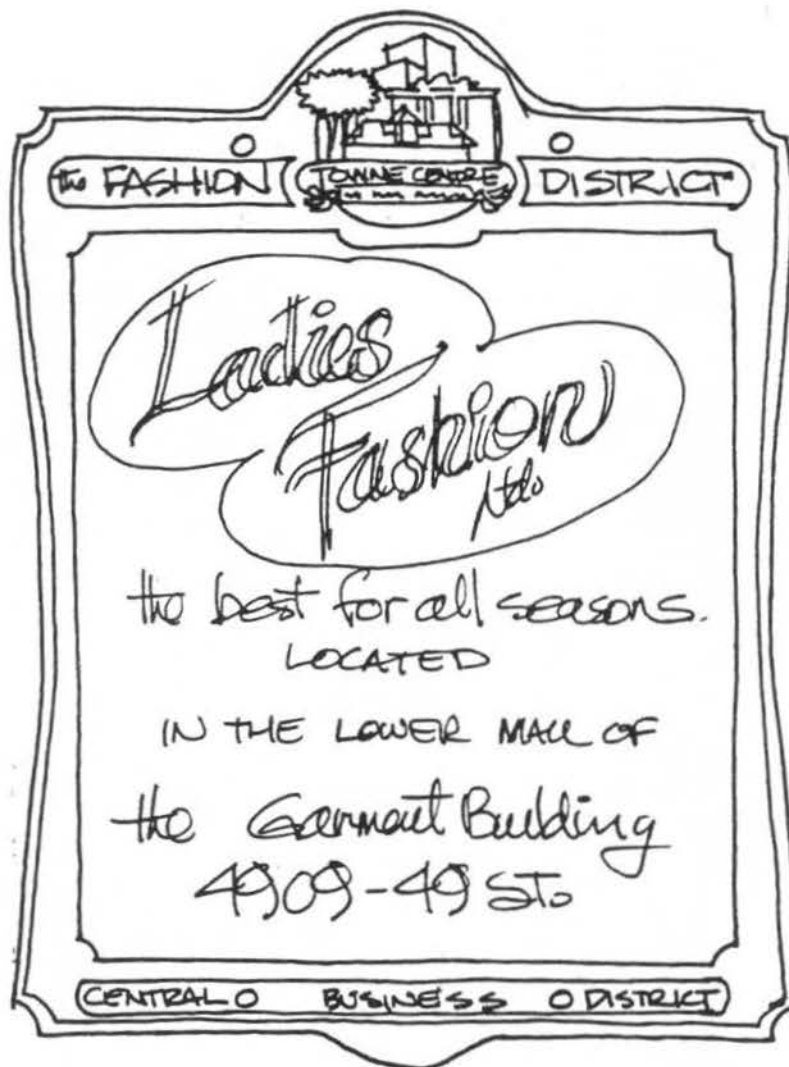 TOWNE CENTRE
the FASHION DISTRICT
Ladies
Fashion
Ltd.
the best for all seasons.
LOCATED
IN THE LOWER MALL OF
the Garment Building
4909-49 ST.
CENTRAL BUSINESS DISTRICT